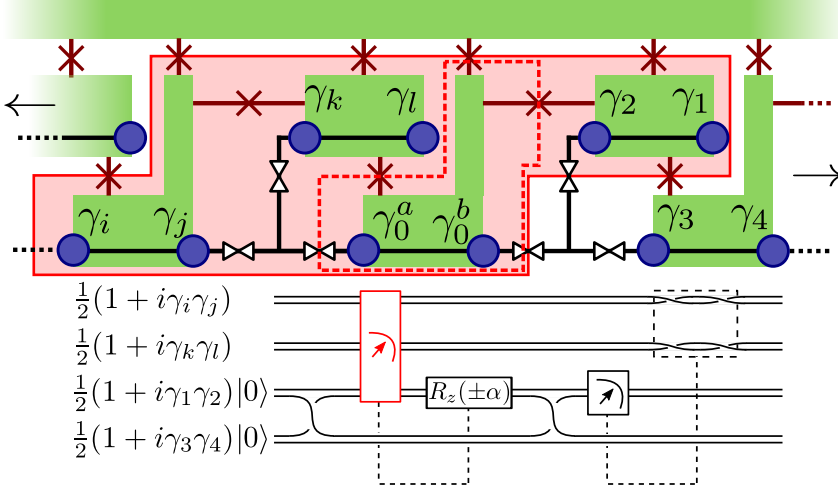 γₖ γₗ γ₂ γ₁
γᵢ γⱼ γ₀ᵃ γ₀ᵇ γ₃ γ₄
½(1 + iγᵢγⱼ)
½(1 + iγₖγₗ)
½(1 + iγ₁γ₂)|0⟩ R_z(±α)
½(1 + iγ₃γ₄)|0⟩